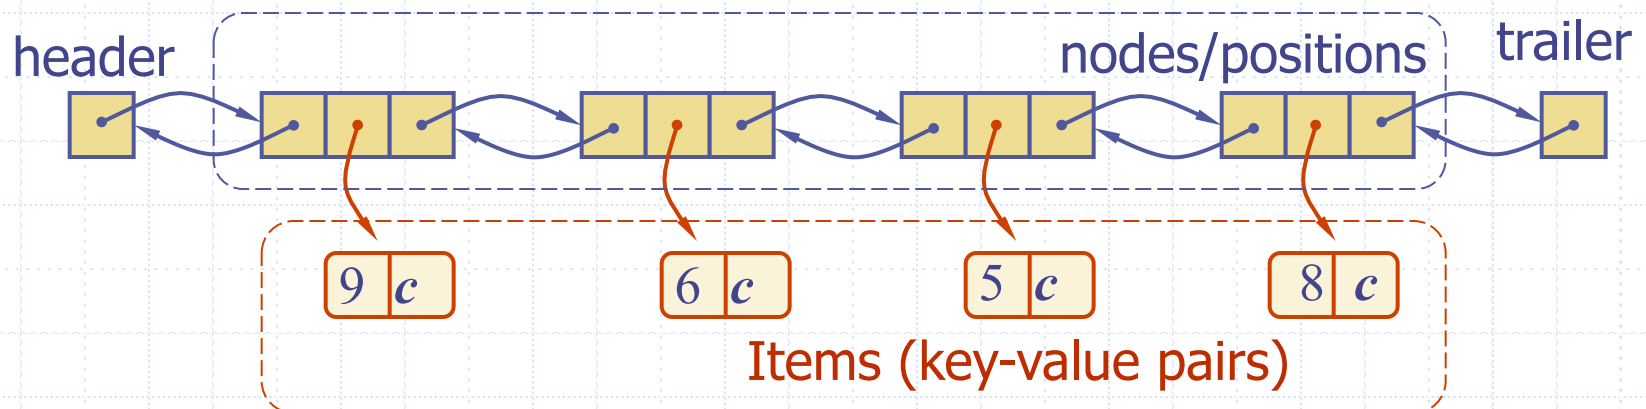 header
nodes/positions
trailer
9 c
6 c
5 c
8 c
Items (key-value pairs)